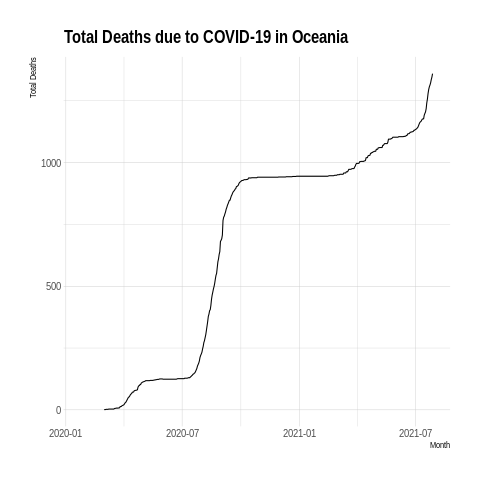 Total Deaths due to COVID-19 in Oceania
Total Deaths
1000
500
0
2020-01
2020-07
2021-01
2021-07
Month